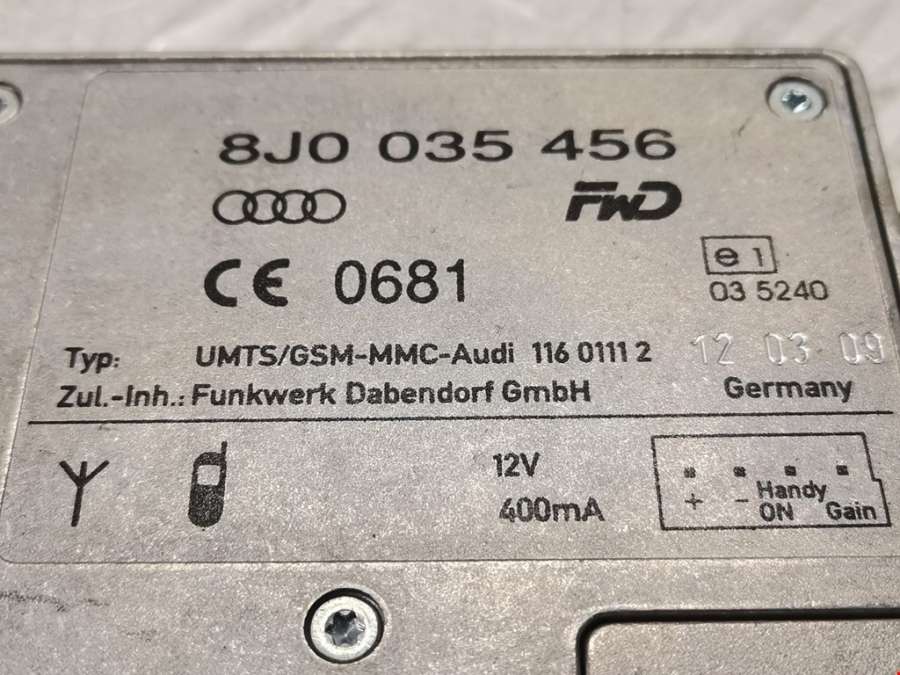 8J0 035 456
FWD
CE 0681
e 1
03 5240
Typ: UMTS/GSM-MMC-Audi 116 0111 2
12 03 09
Zul.-Inh.: Funkwerk Dabendorf GmbH
Germany
12V
400mA
+ - Handy ON Gain